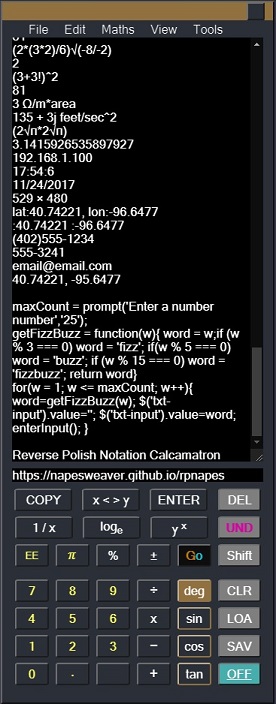 File Edit Maths View Tools
(2*(3*2)/6)√(-8/-2)
2
(3+3!)^2
81
3 Ω/m*area
135 + 3j feet/sec^2
(2√π*2√π)
3.1415926535897927
192.168.1.100
17:54:6
11/24/2017
529 × 480
lat:40.74221, lon:-96.6477
:40.74221 :-96.6477
(402)555-1234
555-3241
email@email.com
40.74221, -95.6477
maxCount = prompt('Enter a number
number','25');
getFizzBuzz = function(w){ word = w;if (w
% 3 === 0) word = 'fizz'; if(w % 5 === 0)
word = 'buzz'; if (w % 15 === 0) word =
'fizzbuzz'; return word}
for(w = 1; w <= maxCount; w++){
word=getFizzBuzz(w); $('txt-
input').value=''; $('txt-input').value=word;
enterInput(); }
Reverse Polish Notation Calcamatron
https://napesweaver.github.io/rpnapes
COPY x < > y ENTER DEL
1 / x logₑ yˣ UND
EE π % ± Go Shift
7 8 9 ÷ deg CLR
4 5 6 x sin LOA
1 2 3 − cos SAV
0 . + tan OFF